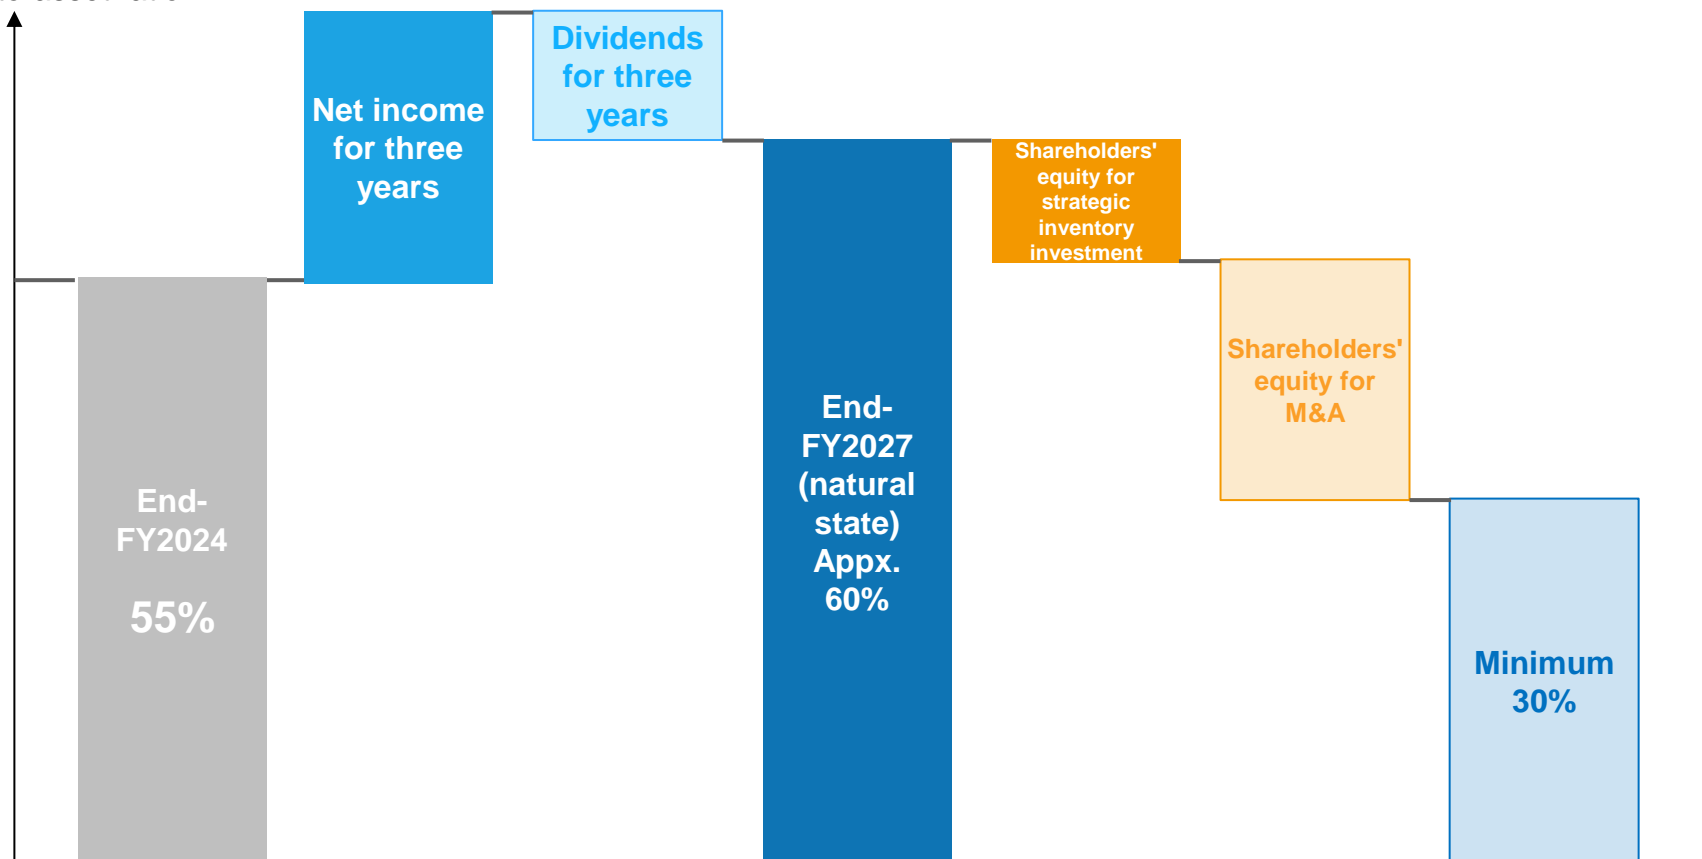 Dividends
for three
years
Net income
for three
years
Shareholders'
equity for
strategic
inventory
investment
Shareholders'
equity for
M&A
End-
FY2027
(natural
state)
Appx.
60%
End-
FY2024
55%
Minimum
30%